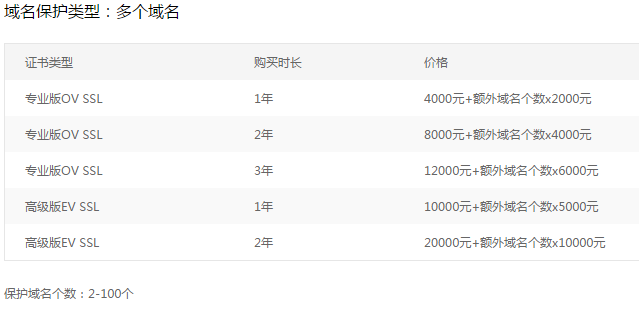 域名保护类型：多个域名
证书类型 购买时长 价格
专业版OV SSL 1年 4000元+额外域名个数x2000元
专业版OV SSL 2年 8000元+额外域名个数x4000元
专业版OV SSL 3年 12000元+额外域名个数x6000元
高级版EV SSL 1年 10000元+额外域名个数x5000元
高级版EV SSL 2年 20000元+额外域名个数x10000元
保护域名个数：2-100个